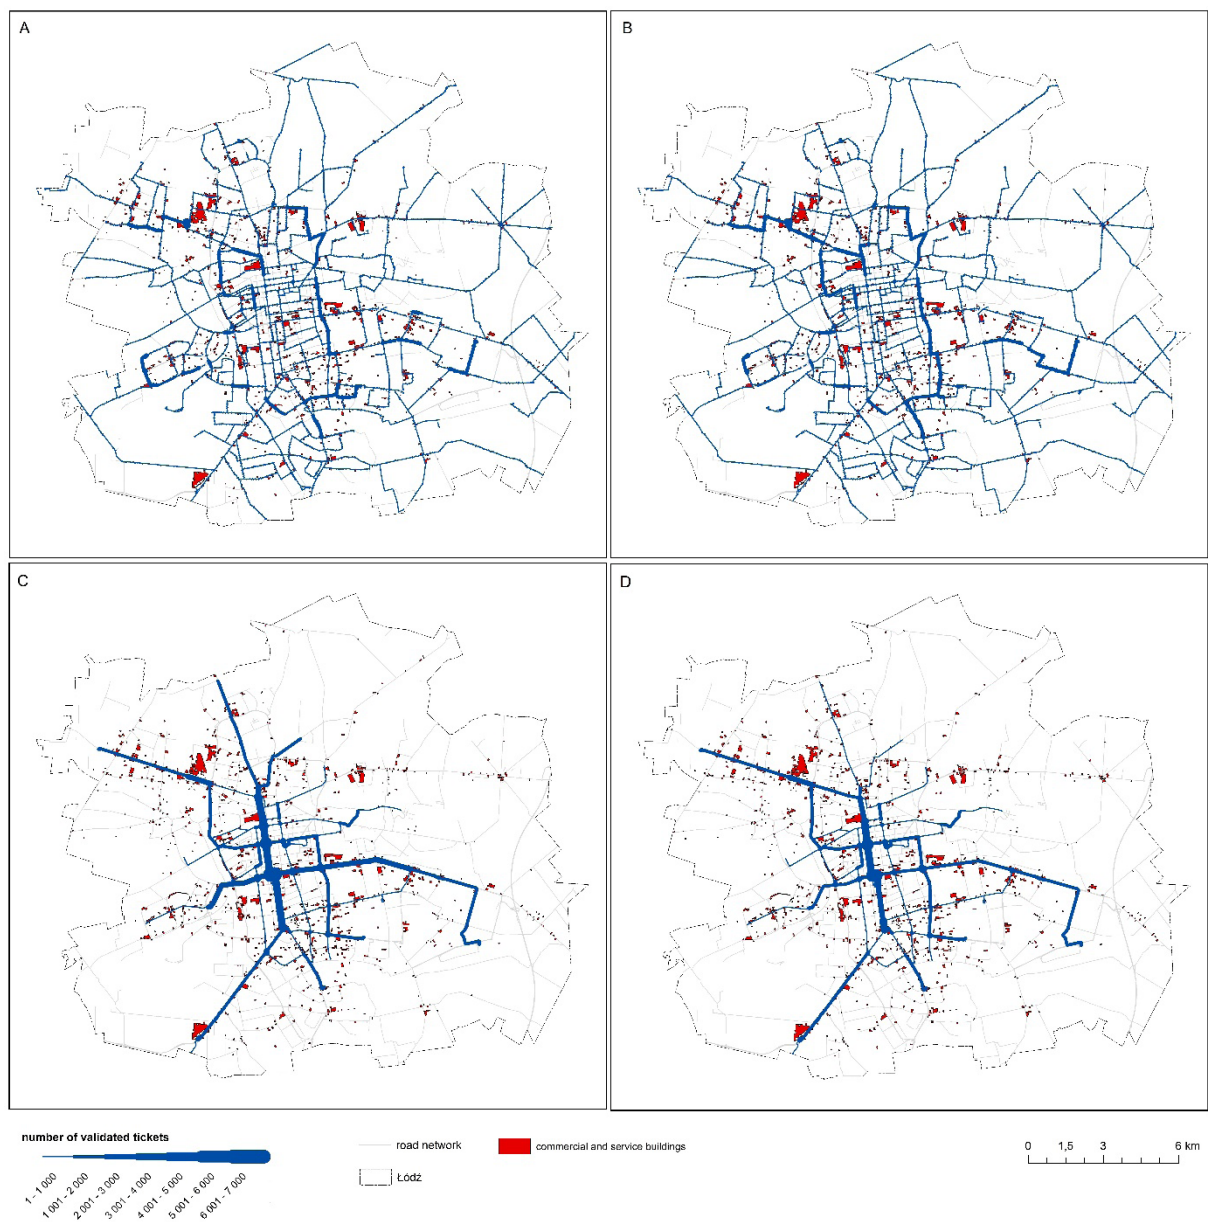 A
B
C
D
number of validated tickets
1 - 1 000
1 001 - 2 000
2 001 - 3 000
3 001 - 4 000
4 001 - 5 000
5 001 - 6 000
6 001 - 7 000
road network
Łódź
commercial and service buildings
0 1,5 3 6 km